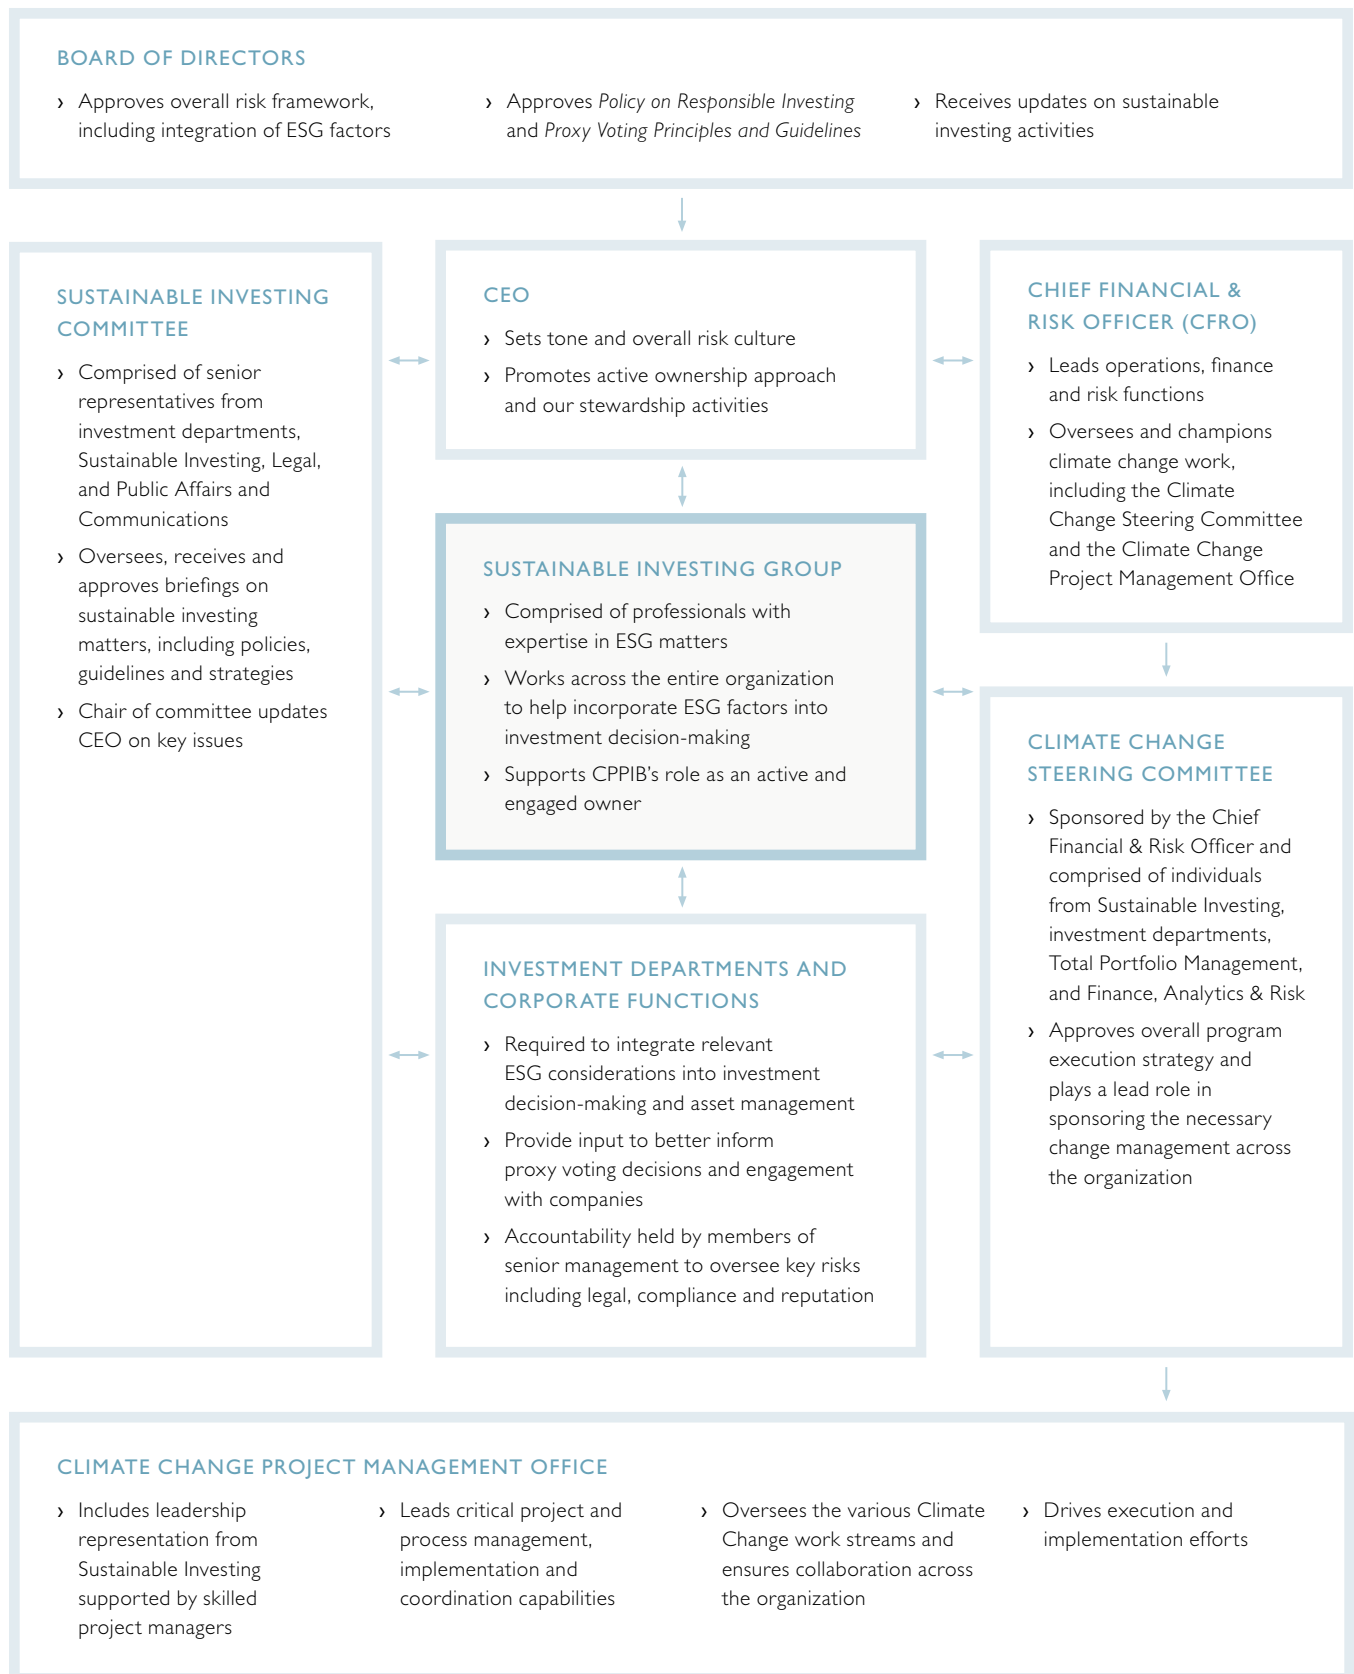 BOARD OF DIRECTORS
› Approves overall risk framework,
including integration of ESG factors
› Approves Policy on Responsible Investing
and Proxy Voting Principles and Guidelines
› Receives updates on sustainable
investing activities
SUSTAINABLE INVESTING
COMMITTEE
› Comprised of senior
representatives from
investment departments,
Sustainable Investing, Legal,
and Public Affairs and
Communications
› Oversees, receives and
approves briefings on
sustainable investing
matters, including policies,
guidelines and strategies
› Chair of committee updates
CEO on key issues
CEO
› Sets tone and overall risk culture
› Promotes active ownership approach
and our stewardship activities
CHIEF FINANCIAL &
RISK OFFICER (CFRO)
› Leads operations, finance
and risk functions
› Oversees and champions
climate change work,
including the Climate
Change Steering Committee
and the Climate Change
Project Management Office
SUSTAINABLE INVESTING GROUP
› Comprised of professionals with
expertise in ESG matters
› Works across the entire organization
to help incorporate ESG factors into
investment decision-making
› Supports CPPIB’s role as an active and
engaged owner
CLIMATE CHANGE
STEERING COMMITTEE
› Sponsored by the Chief
Financial & Risk Officer and
comprised of individuals
from Sustainable Investing,
investment departments,
Total Portfolio Management,
and Finance, Analytics & Risk
› Approves overall program
execution strategy and
plays a lead role in
sponsoring the necessary
change management across
the organization
INVESTMENT DEPARTMENTS AND
CORPORATE FUNCTIONS
› Required to integrate relevant
ESG considerations into investment
decision-making and asset management
› Provide input to better inform
proxy voting decisions and engagement
with companies
› Accountability held by members of
senior management to oversee key risks
including legal, compliance and reputation
CLIMATE CHANGE PROJECT MANAGEMENT OFFICE
› Includes leadership
representation from
Sustainable Investing
supported by skilled
project managers
› Leads critical project and
process management,
implementation and
coordination capabilities
› Oversees the various Climate
Change work streams and
ensures collaboration across
the organization
› Drives execution and
implementation efforts